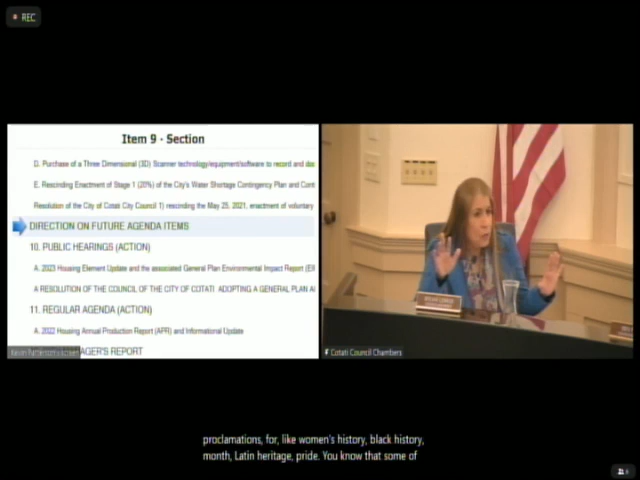 REC
Item 9 - Section
D. Purchase of a Three Dimensional (3D) Scanner technology/equipment/software to record and doc
E. Rescinding Enactment of Stage 1 (20%) of the City's Water Shortage Contingency Plan and Cont
Resolution of the City of Cotati City Council 1) rescinding the May 25, 2021, enactment of voluntary
DIRECTION ON FUTURE AGENDA ITEMS
10. PUBLIC HEARINGS (ACTION)
A. 2023 Housing Element Update and the associated General Plan Environmental Impact Report (EI
A RESOLUTION OF THE COUNCIL OF THE CITY OF COTATI ADOPTING A GENERAL PLAN A
11. REGULAR AGENDA (ACTION)
A. 2022 Housing Annual Production Report (APR) and Informational Update
AGER'S REPORT
Kevin Patterson
Cotati Council Chambers
proclamations, for, like women's history, black history,
month, Latin heritage, pride. You know that some of